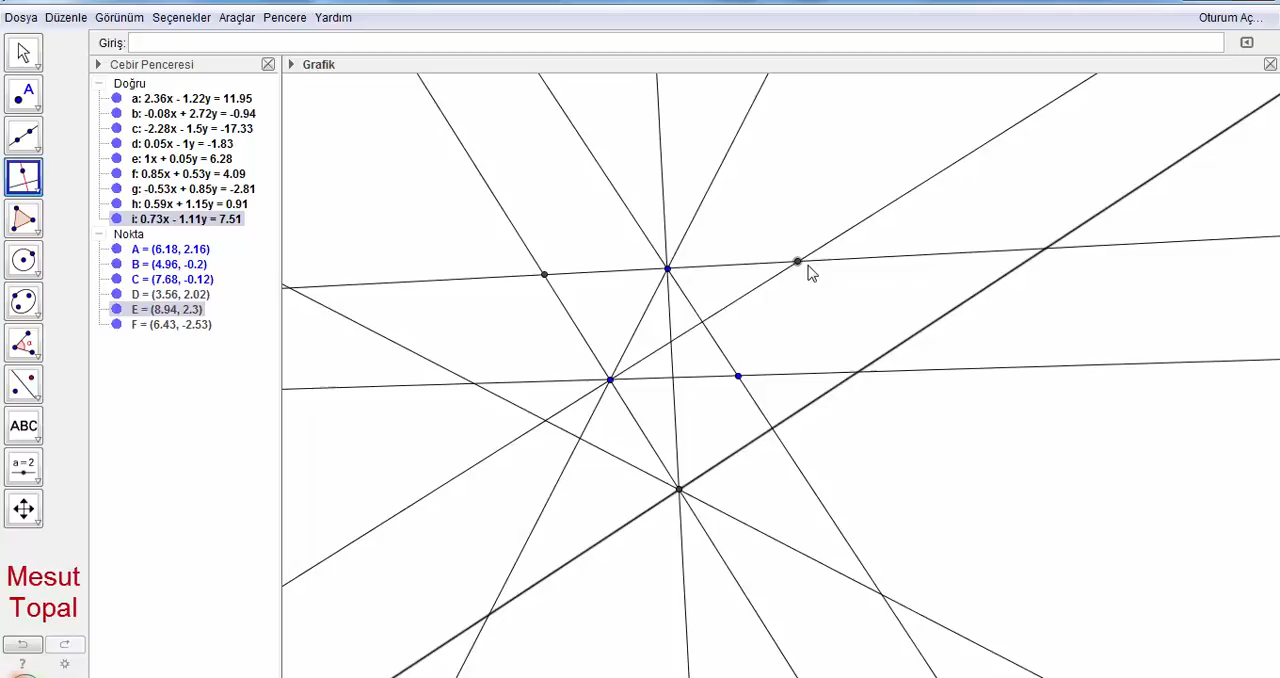 Dosya Düzenle Görünüm Seçenekler Araçlar Pencere Yardım Oturum Aç...
Giriş:
Cebir Penceresi
Grafik
Doğru
a: 2.36x - 1.22y = 11.95
b: -0.08x + 2.72y = -0.94
c: -2.28x - 1.5y = -17.33
d: 0.05x - 1y = -1.83
e: 1x + 0.05y = 6.28
f: 0.85x + 0.53y = 4.09
g: -0.53x + 0.85y = -2.81
h: 0.59x + 1.15y = 0.91
i: 0.73x - 1.11y = 7.51
Nokta
A = (6.18, 2.16)
B = (4.96, -0.2)
C = (7.68, -0.12)
D = (3.56, 2.02)
E = (8.94, 2.3)
F = (6.43, -2.53)
A
α
ABC
a=2
Mesut
Topal
?